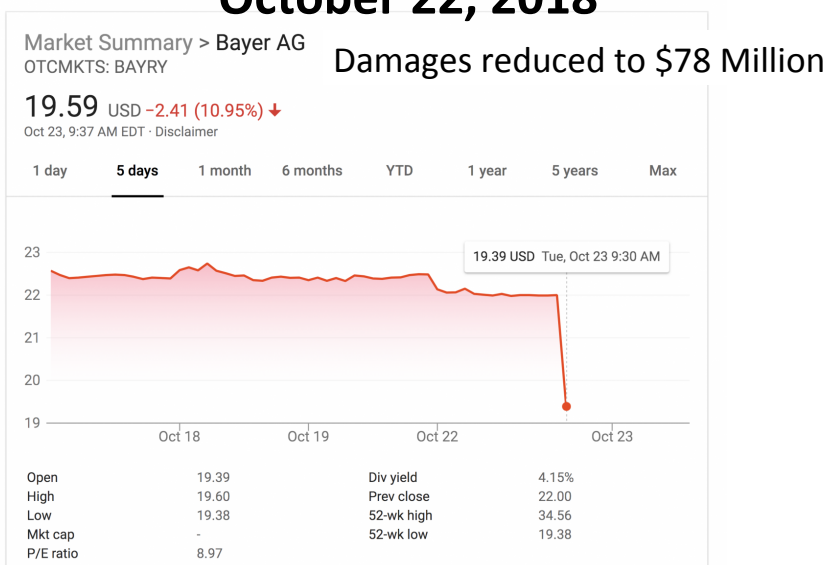 October 22, 2018
Market Summary > Bayer AG
OTCMKTS: BAYRY
Damages reduced to $78 Million
19.59 USD −2.41 (10.95%) ↓
Oct 23, 9:37 AM EDT · Disclaimer
1 day 5 days 1 month 6 months YTD 1 year 5 years Max
19.39 USD Tue, Oct 23 9:30 AM
23
22
21
20
19
Oct 18 Oct 19 Oct 22 Oct 23
Open 19.39 Div yield 4.15%
High 19.60 Prev close 22.00
Low 19.38 52-wk high 34.56
Mkt cap - 52-wk low 19.38
P/E ratio 8.97